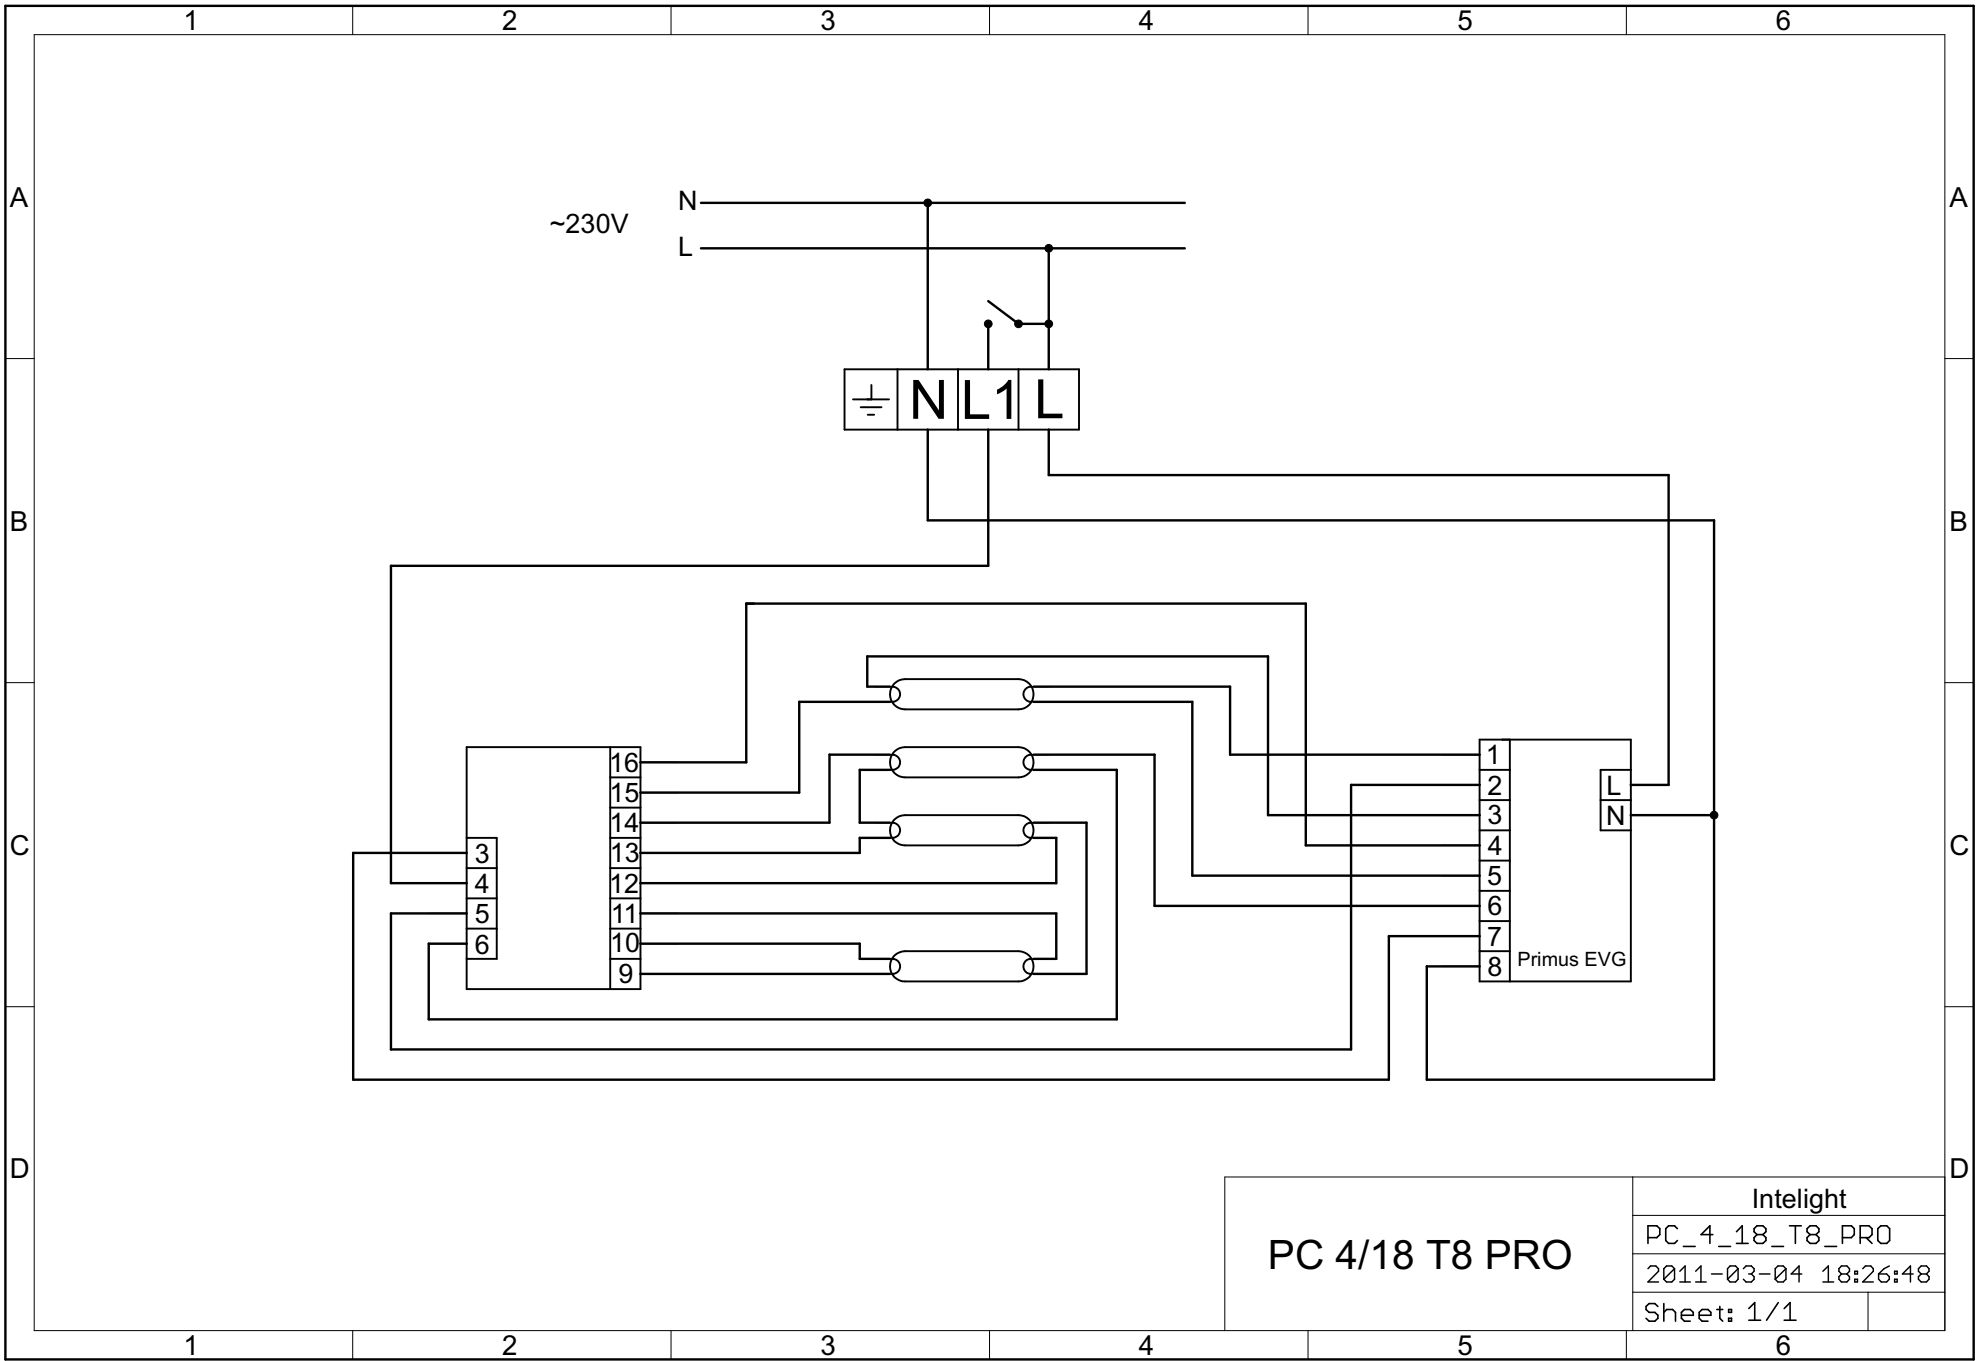 1 2 3 4 5 6
A A
N
~230V
L
N L1 L
B B
16
15
14
13
12
11
10
9
3
4
5
6
1
2
3
4
5
6
7
8
L
N
Primus EVG
C C
D D
PC 4/18 T8 PRO
Intelight
PC_4_18_T8_PRO
2011-03-04 18:26:48
Sheet: 1/1
1 2 3 4 5 6